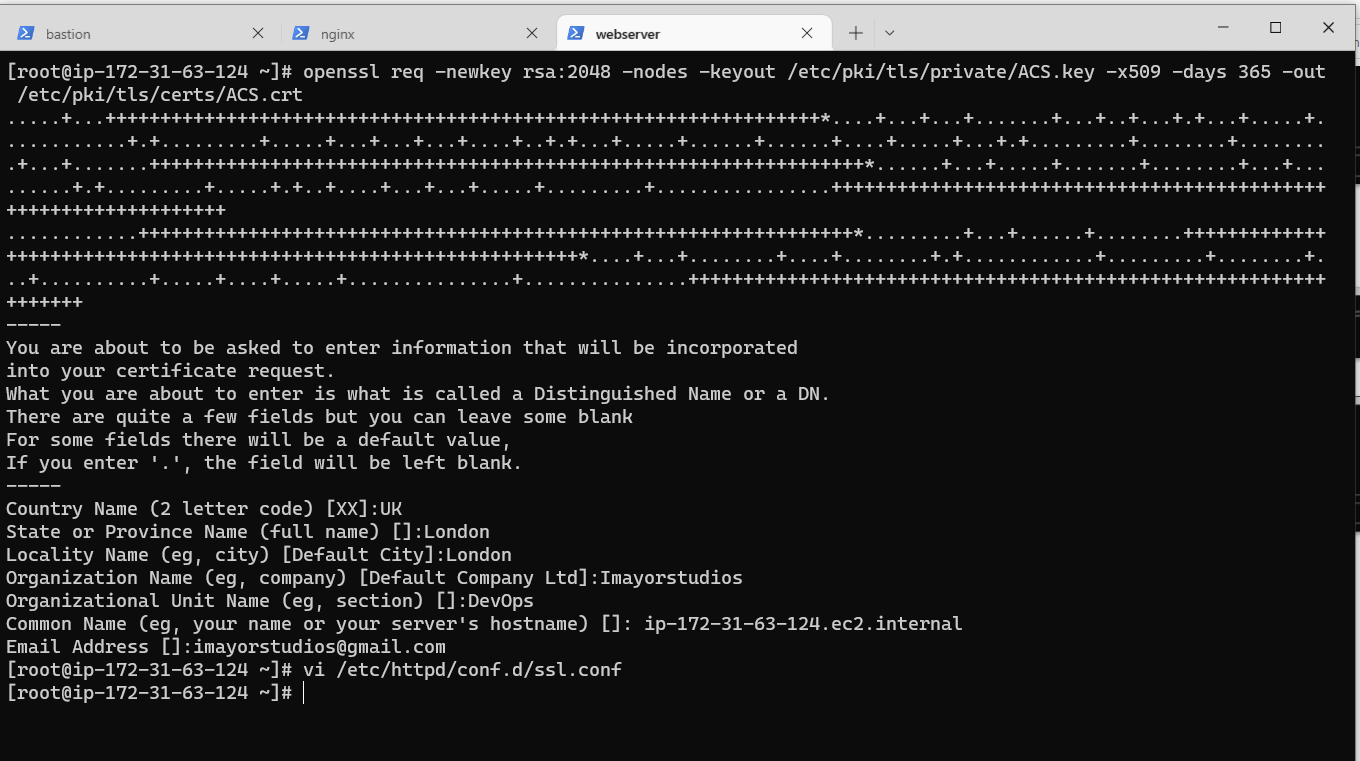 bastion
nginx
webserver
[root@ip-172-31-63-124 ~]# openssl req -newkey rsa:2048 -nodes -keyout /etc/pki/tls/private/ACS.key -x509 -days 365 -out
/etc/pki/tls/certs/ACS.crt
-----
You are about to be asked to enter information that will be incorporated
into your certificate request.
What you are about to enter is what is called a Distinguished Name or a DN.
There are quite a few fields but you can leave some blank
For some fields there will be a default value,
If you enter '.', the field will be left blank.
-----
Country Name (2 letter code) [XX]:UK
State or Province Name (full name) []:London
Locality Name (eg, city) [Default City]:London
Organization Name (eg, company) [Default Company Ltd]:Imayorstudios
Organizational Unit Name (eg, section) []:DevOps
Common Name (eg, your name or your server's hostname) []: ip-172-31-63-124.ec2.internal
Email Address []:imayorstudios@gmail.com
[root@ip-172-31-63-124 ~]# vi /etc/httpd/conf.d/ssl.conf
[root@ip-172-31-63-124 ~]#